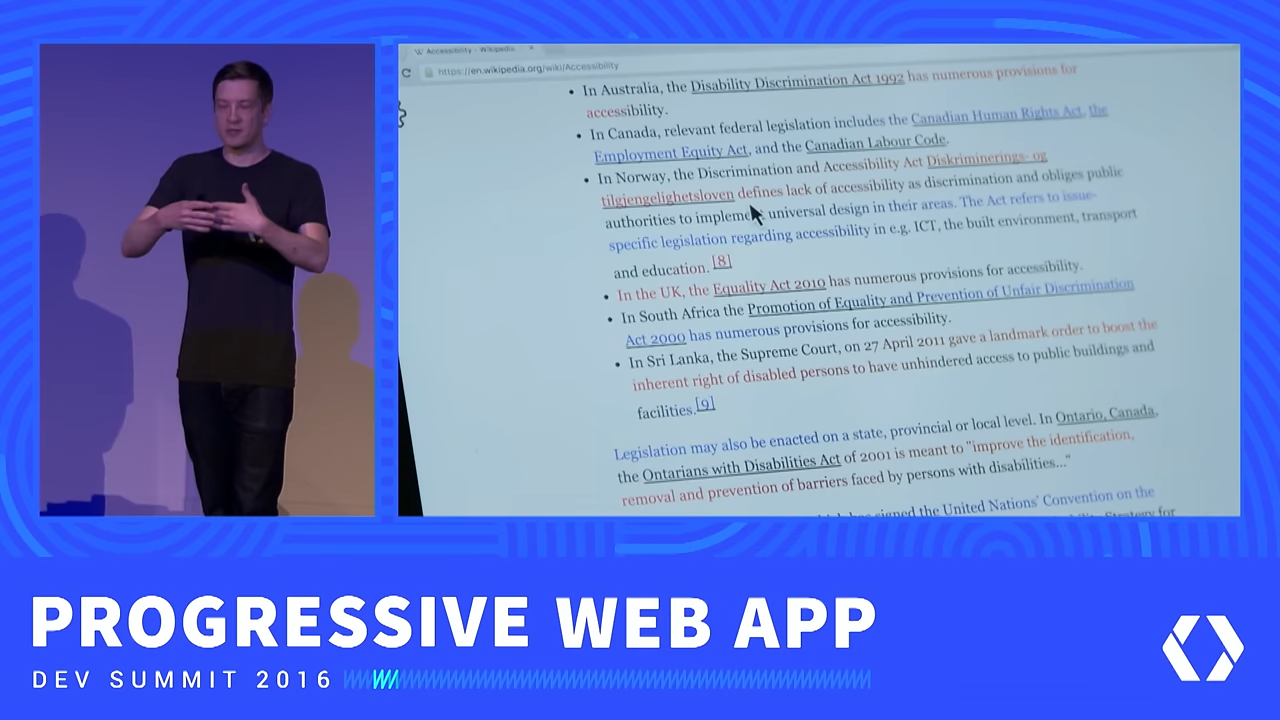 Accessibility - Wikipedia
https://en.wikipedia.org/wiki/Accessibility
• In Australia, the Disability Discrimination Act 1992 has numerous provisions for
accessibility.
• In Canada, relevant federal legislation includes the Canadian Human Rights Act, the
Employment Equity Act, and the Canadian Labour Code.
• In Norway, the Discrimination and Accessibility Act Diskriminerings- og
tilgjengelighetsloven defines lack of accessibility as discrimination and obliges public
authorities to impleme universal design in their areas. The Act refers to issue-
specific legislation regarding accessibility in e.g. ICT, the built environment, transport
and education. [8]
• In the UK, the Equality Act 2010 has numerous provisions for accessibility.
• In South Africa the Promotion of Equality and Prevention of Unfair Discrimination
Act 2000 has numerous provisions for accessibility.
• In Sri Lanka, the Supreme Court, on 27 April 2011 gave a landmark order to boost the
inherent right of disabled persons to have unhindered access to public buildings and
facilities.[9]
Legislation may also be enacted on a state, provincial or local level. In Ontario, Canada,
the Ontarians with Disabilities Act of 2001 is meant to "improve the identification,
removal and prevention of barriers faced by persons with disabilities..."
signed the United Nations' Convention on the
Strategy for
PROGRESSIVE WEB APP
DEV SUMMIT 2016